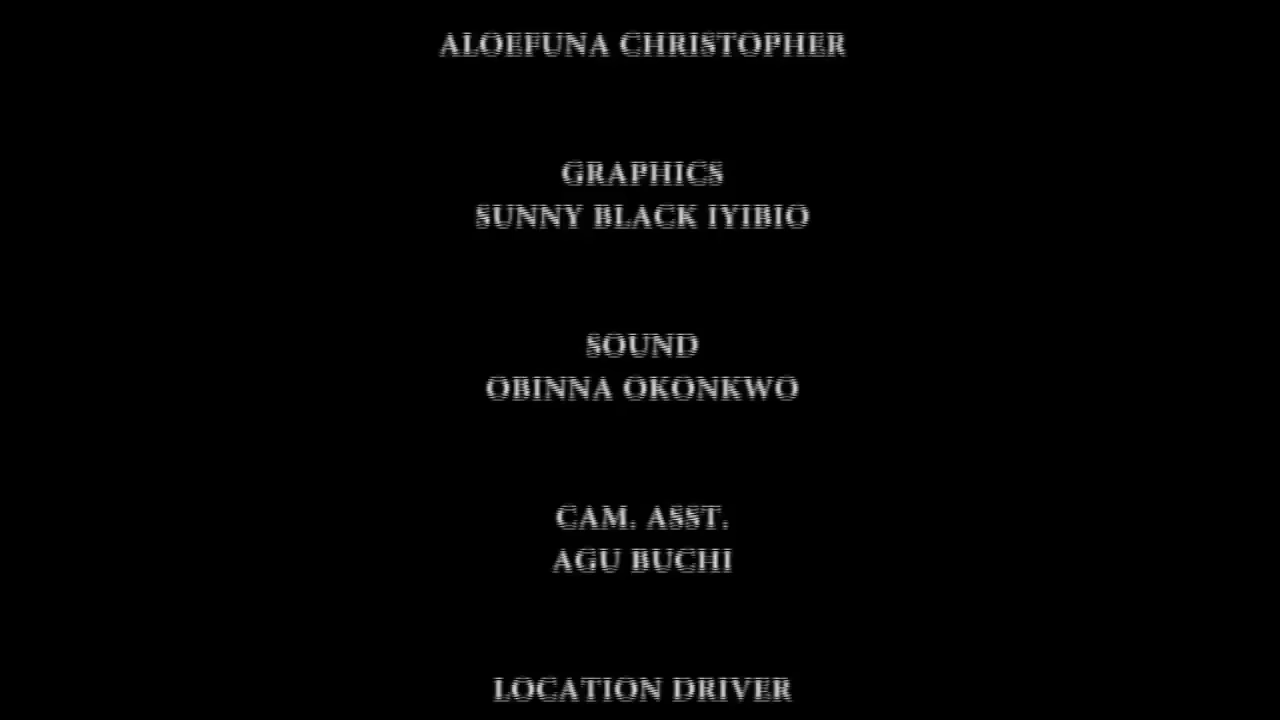 ALOEFUNA CHRISTOPHER
GRAPHICS
SUNNY BLACK IYIBIO
SOUND
OBINNA OKONKWO
CAM. ASST.
AGU BUCHI
LOCATION DRIVER